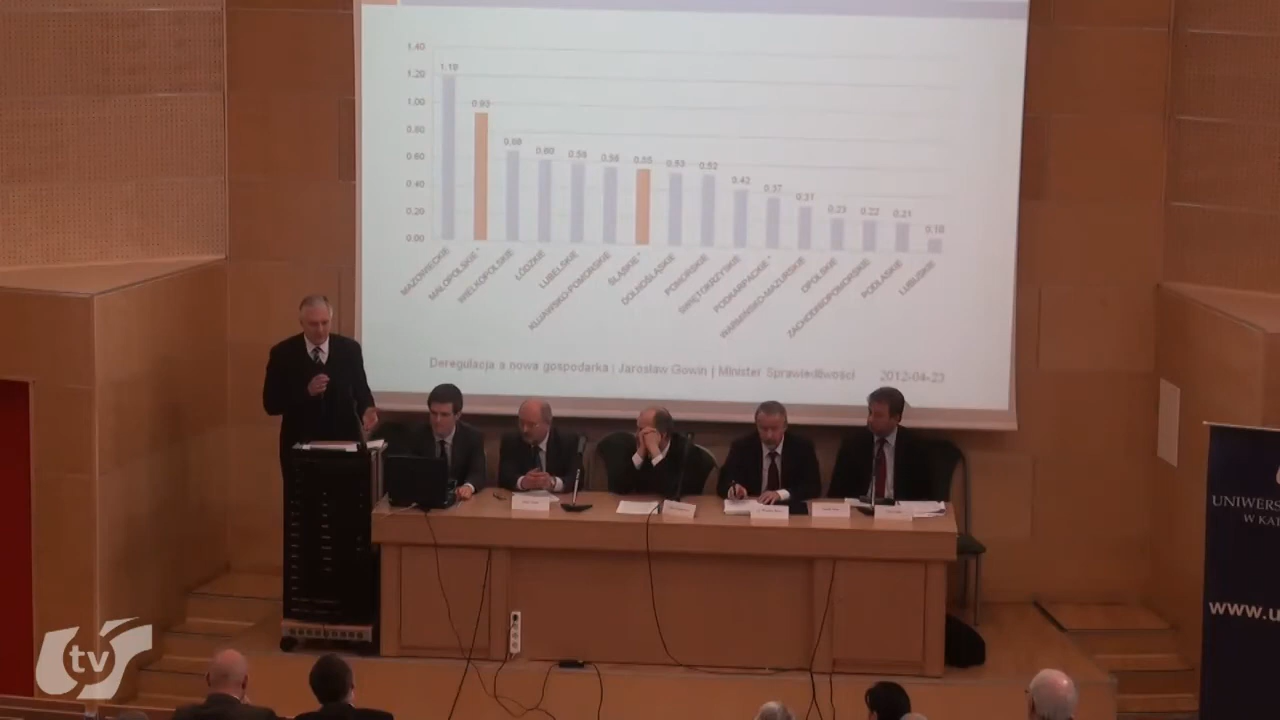 1.40
1.20
1.00
0.80
0.60
0.40
0.20
0.00
1.18
0.93
0.68
0.60
0.58
0.56
0.55
0.53
0.52
0.42
0.37
0.31
0.23
0.22
0.21
0.10
MAZOWIECKIE
MAŁOPOLSKIE*
WIELKOPOLSKIE
ŁÓDZKIE
LUBELSKIE
KUJAWSKO-POMORSKIE
ŚLĄSKIE*
DOLNOŚLĄSKIE
POMORSKIE
ŚWIĘTOKRZYSKIE
PODKARPACKIE*
WARMIŃSKO-MAZURSKIE
OPOLSKIE
ZACHODNIOPOMORSKIE
PODLASKIE
LUBUSKIE
Deregulacja a nowa gospodarka | Jarosław Gowin | Minister Sprawiedliwości 2012-04-23
W
www.u
tv